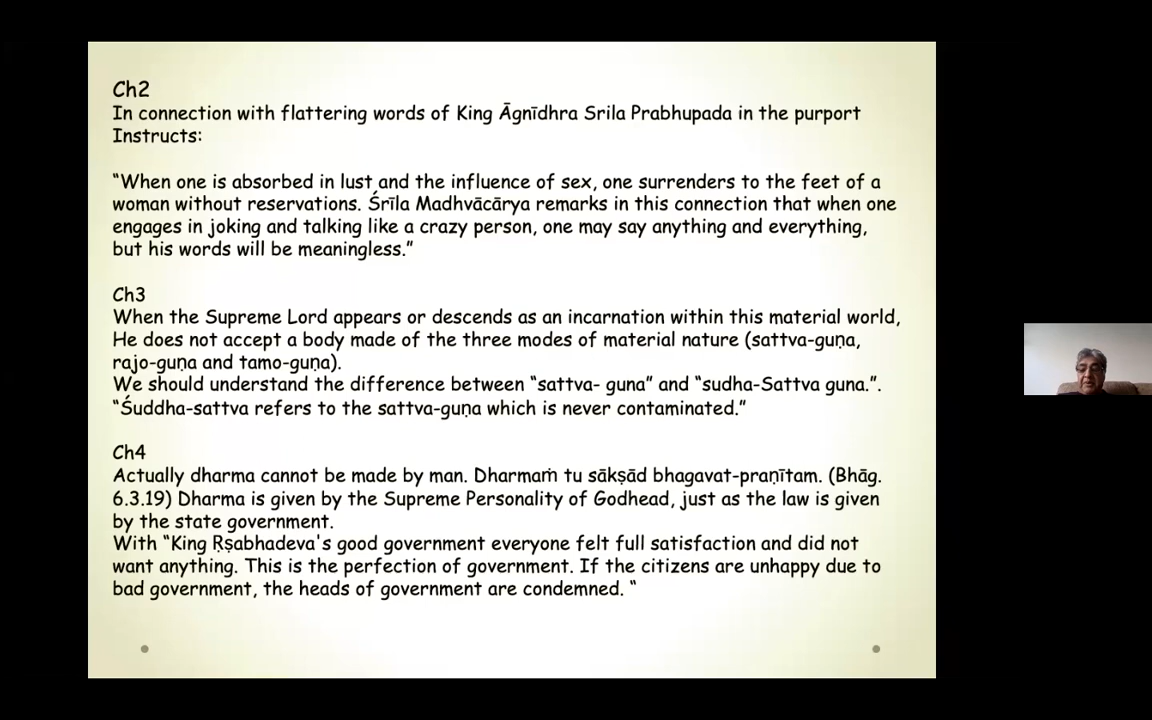 Ch2
In connection with flattering words of King Āgnīdhra Srila Prabhupada in the purport
Instructs:
“When one is absorbed in lust and the influence of sex, one surrenders to the feet of a
woman without reservations. Śrīla Madhvācārya remarks in this connection that when one
engages in joking and talking like a crazy person, one may say anything and everything,
but his words will be meaningless.”
Ch3
When the Supreme Lord appears or descends as an incarnation within this material world,
He does not accept a body made of the three modes of material nature (sattva-guṇa,
rajo-guṇa and tamo-guṇa).
We should understand the difference between “sattva- guna” and “sudha-Sattva guna.”.
“Śuddha-sattva refers to the sattva-guṇa which is never contaminated.”
Ch4
Actually dharma cannot be made by man. Dharmaṁ tu sākṣād bhagavat-praṇītam. (Bhāg.
6.3.19) Dharma is given by the Supreme Personality of Godhead, just as the law is given
by the state government.
With “King Ṛṣabhadeva's good government everyone felt full satisfaction and did not
want anything. This is the perfection of government. If the citizens are unhappy due to
bad government, the heads of government are condemned. “